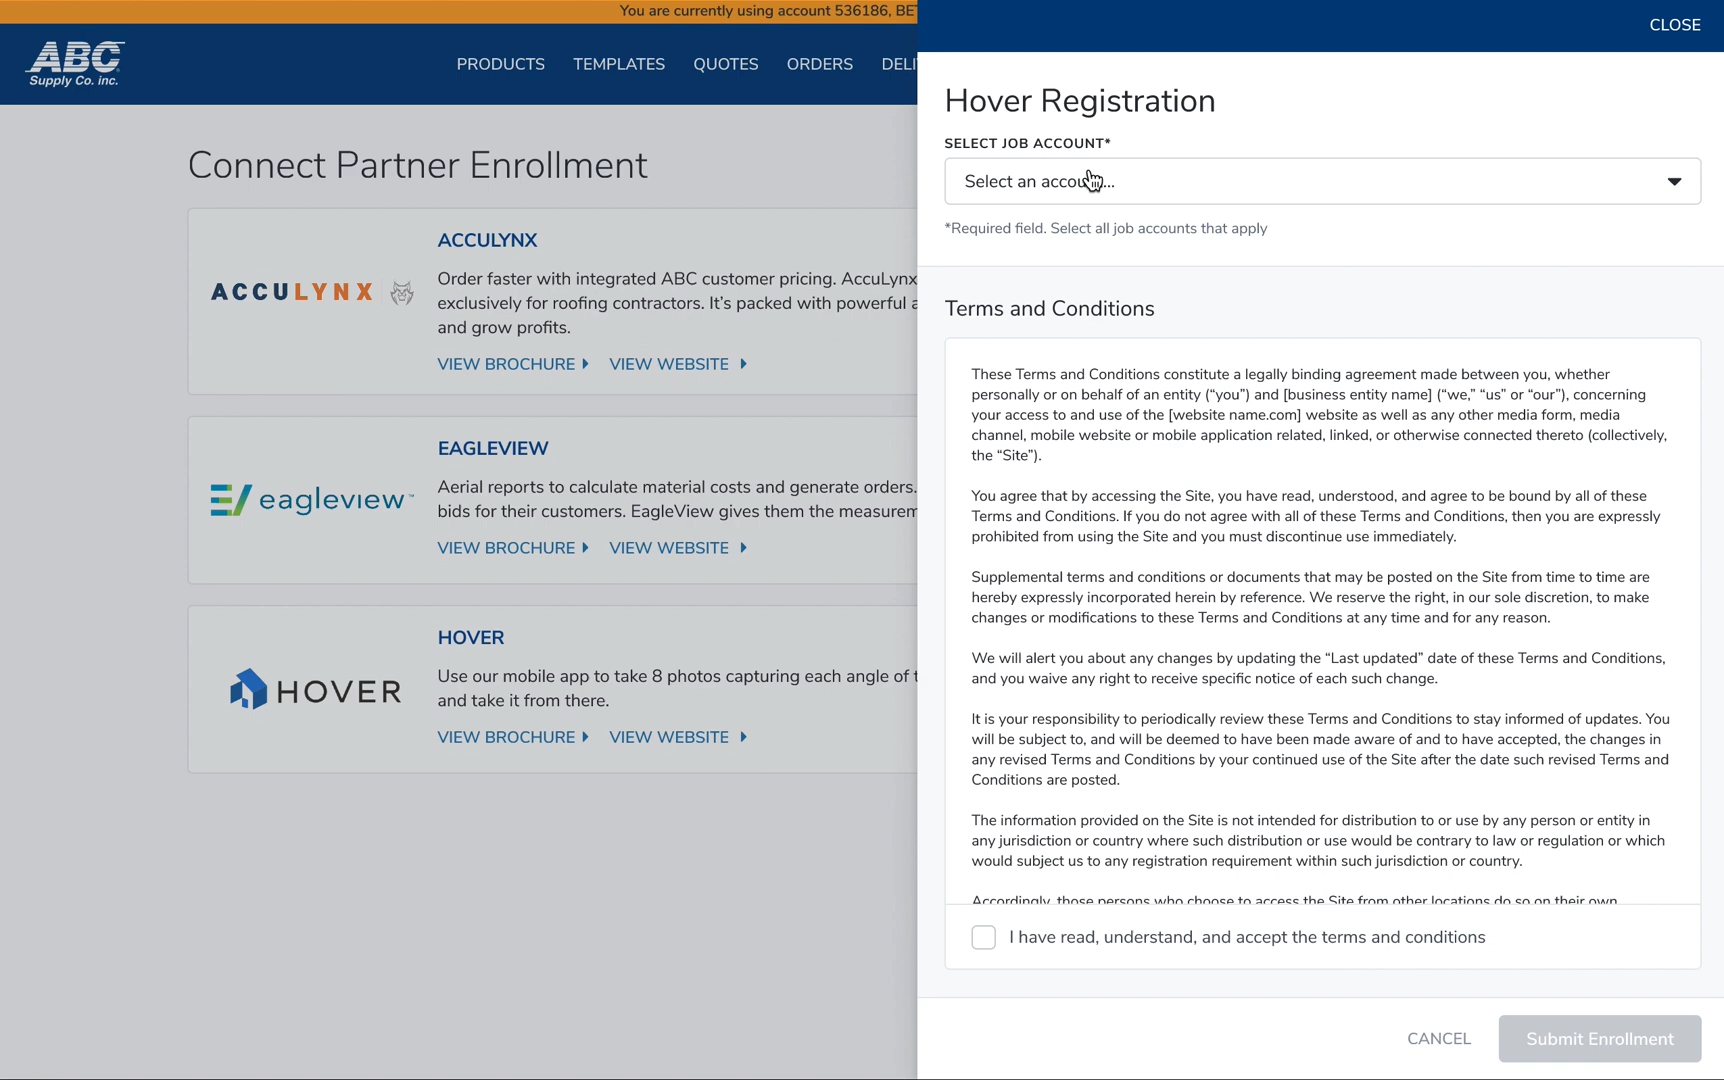 You are currently using account 536186, BET
ABC
Supply Co. inc.
PRODUCTS TEMPLATES QUOTES ORDERS DELI
Connect Partner Enrollment
ACCULYNX
ACCULYNX
Order faster with integrated ABC customer pricing. AccuLynx
exclusively for roofing contractors. It’s packed with powerful a
and grow profits.
VIEW BROCHURE VIEW WEBSITE
eagleview™
EAGLEVIEW
Aerial reports to calculate material costs and generate orders.
bids for their customers. EagleView gives them the measurem
VIEW BROCHURE VIEW WEBSITE
HOVER
HOVER
Use our mobile app to take 8 photos capturing each angle of t
and take it from there.
VIEW BROCHURE VIEW WEBSITE
CLOSE
Hover Registration
SELECT JOB ACCOUNT*
Select an accou...
*Required field. Select all job accounts that apply
Terms and Conditions
These Terms and Conditions constitute a legally binding agreement made between you, whether
personally or on behalf of an entity (“you”) and [business entity name] (“we,” “us” or “our”), concerning
your access to and use of the [website name.com] website as well as any other media form, media
channel, mobile website or mobile application related, linked, or otherwise connected thereto (collectively,
the “Site”).
You agree that by accessing the Site, you have read, understood, and agree to be bound by all of these
Terms and Conditions. If you do not agree with all of these Terms and Conditions, then you are expressly
prohibited from using the Site and you must discontinue use immediately.
Supplemental terms and conditions or documents that may be posted on the Site from time to time are
hereby expressly incorporated herein by reference. We reserve the right, in our sole discretion, to make
changes or modifications to these Terms and Conditions at any time and for any reason.
We will alert you about any changes by updating the “Last updated” date of these Terms and Conditions,
and you waive any right to receive specific notice of each such change.
It is your responsibility to periodically review these Terms and Conditions to stay informed of updates. You
will be subject to, and will be deemed to have been made aware of and to have accepted, the changes in
any revised Terms and Conditions by your continued use of the Site after the date such revised Terms and
Conditions are posted.
The information provided on the Site is not intended for distribution to or use by any person or entity in
any jurisdiction or country where such distribution or use would be contrary to law or regulation or which
would subject us to any registration requirement within such jurisdiction or country.
Accordingly, those persons who choose to access the Site from other locations do so on their own
I have read, understand, and accept the terms and conditions
CANCEL Submit Enrollment